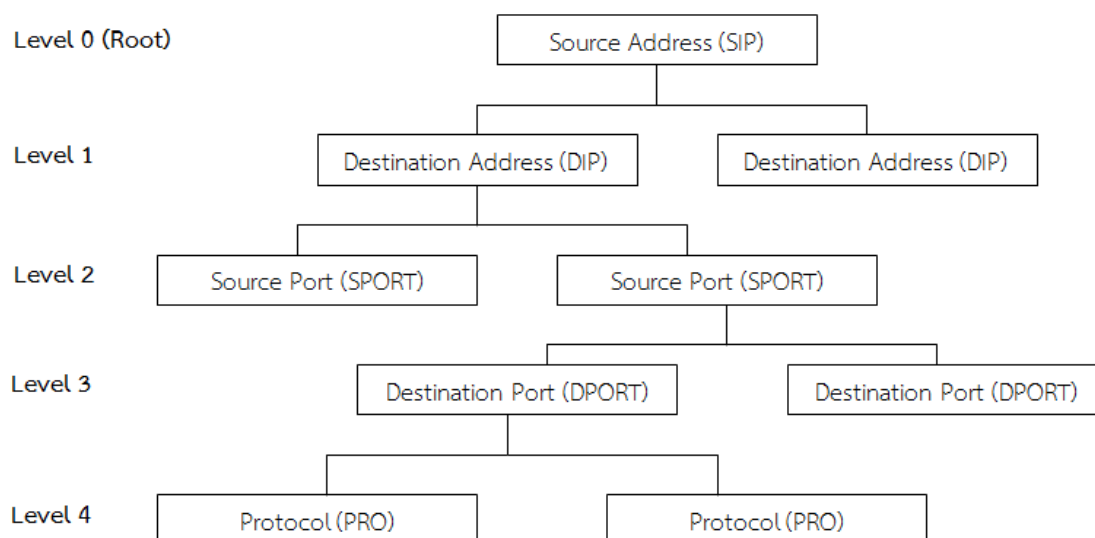 Level 0 (Root)
Source Address (SIP)
Level 1
Destination Address (DIP)
Destination Address (DIP)
Level 2
Source Port (SPORT)
Source Port (SPORT)
Level 3
Destination Port (DPORT)
Destination Port (DPORT)
Level 4
Protocol (PRO)
Protocol (PRO)